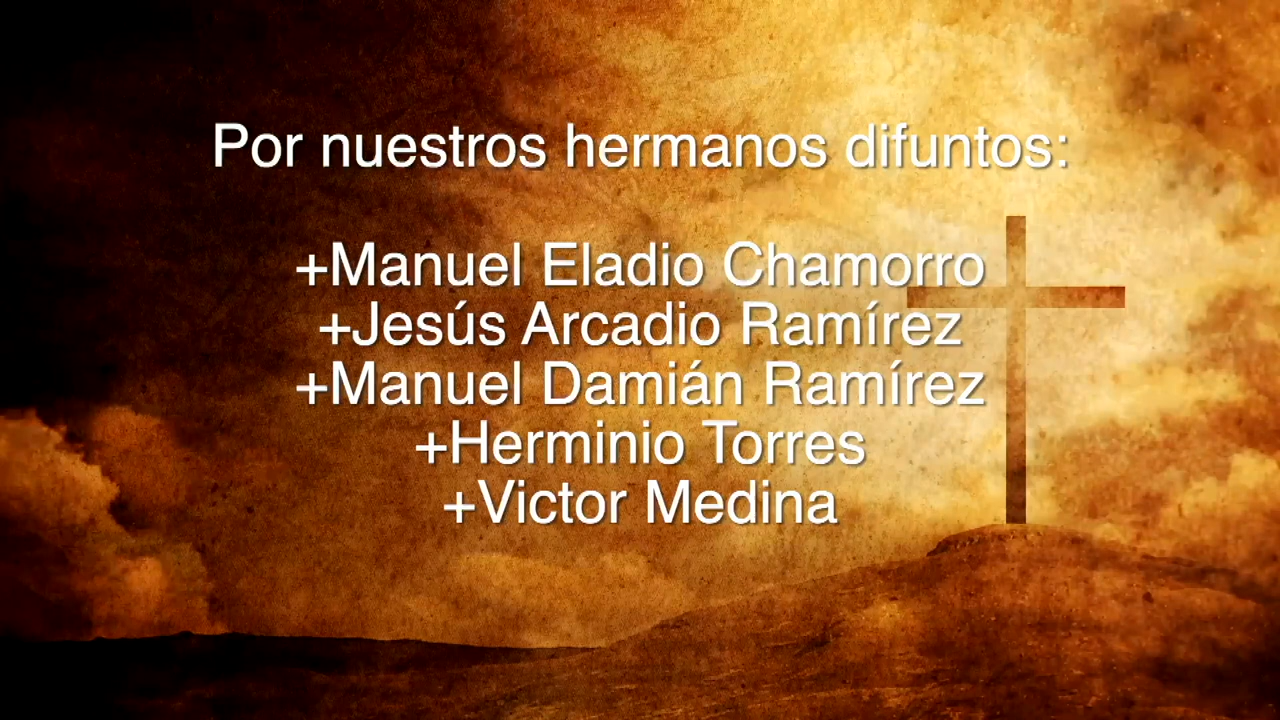 Por nuestros hermanos difuntos:
+Manuel Eladio Chamorro
+Jesús Arcadio Ramírez
+Manuel Damián Ramírez
+Herminio Torres
+Victor Medina